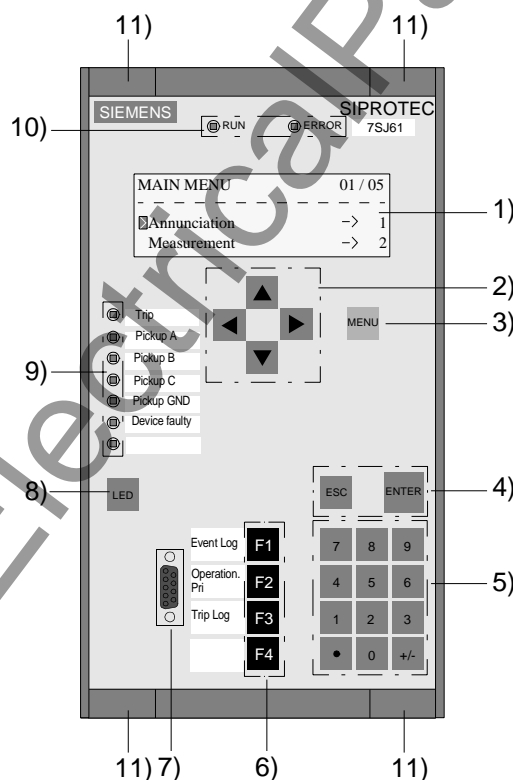 11) 11)
SIEMENS
SIPROTEC
7SJ61
10)
RUN
ERROR
MAIN MENU 01 / 05
Annunciation –> 1
Measurement –> 2
1)
2)
3)
MENU
Trip
Pickup A
Pickup B
Pickup C
Pickup GND
Device faulty
9)
8)
LED
ESC
ENTER
4)
Event Log F1
Operation.
Pri
F2
Trip Log F3
F4
7 8 9
4 5 6
1 2 3
• 0 +/-
5)
11) 7) 6) 11)
ElectricalPa